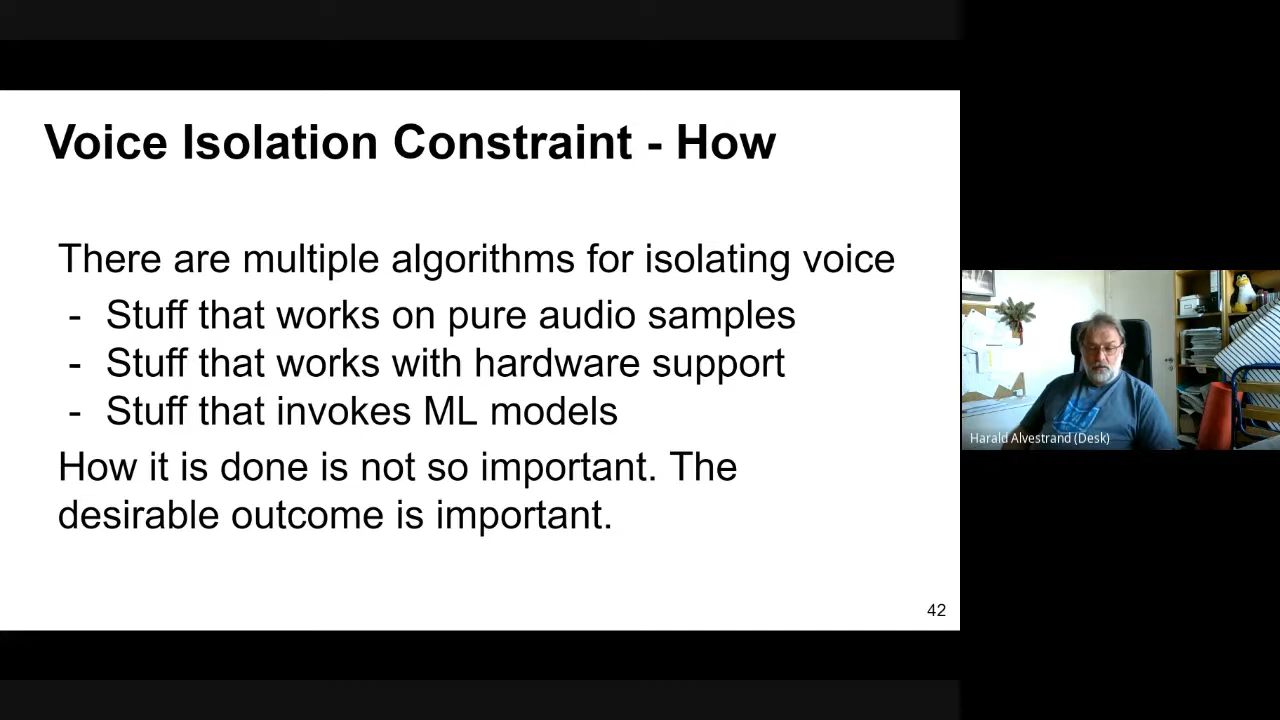 Voice Isolation Constraint - How
There are multiple algorithms for isolating voice
- Stuff that works on pure audio samples
- Stuff that works with hardware support
- Stuff that invokes ML models
How it is done is not so important. The
desirable outcome is important.
42
Harald Alvestrand (Desk)